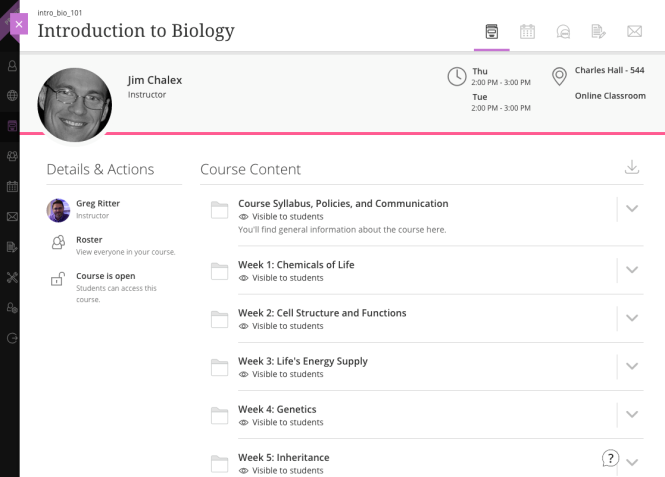 intro_bio_101
Introduction to Biology
Jim Chalex
Instructor
Thu
2:00 PM - 3:00 PM
Tue
2:00 PM - 3:00 PM
Charles Hall - 544
Online Classroom
Details & Actions
Greg Ritter
Instructor
Roster
View everyone in your course.
Course is open
Students can access this
course.
Course Content
Course Syllabus, Policies, and Communication
Visible to students
You'll find general information about the course here.
Week 1: Chemicals of Life
Visible to students
Week 2: Cell Structure and Functions
Visible to students
Week 3: Life's Energy Supply
Visible to students
Week 4: Genetics
Visible to students
Week 5: Inheritance
Visible to students
?